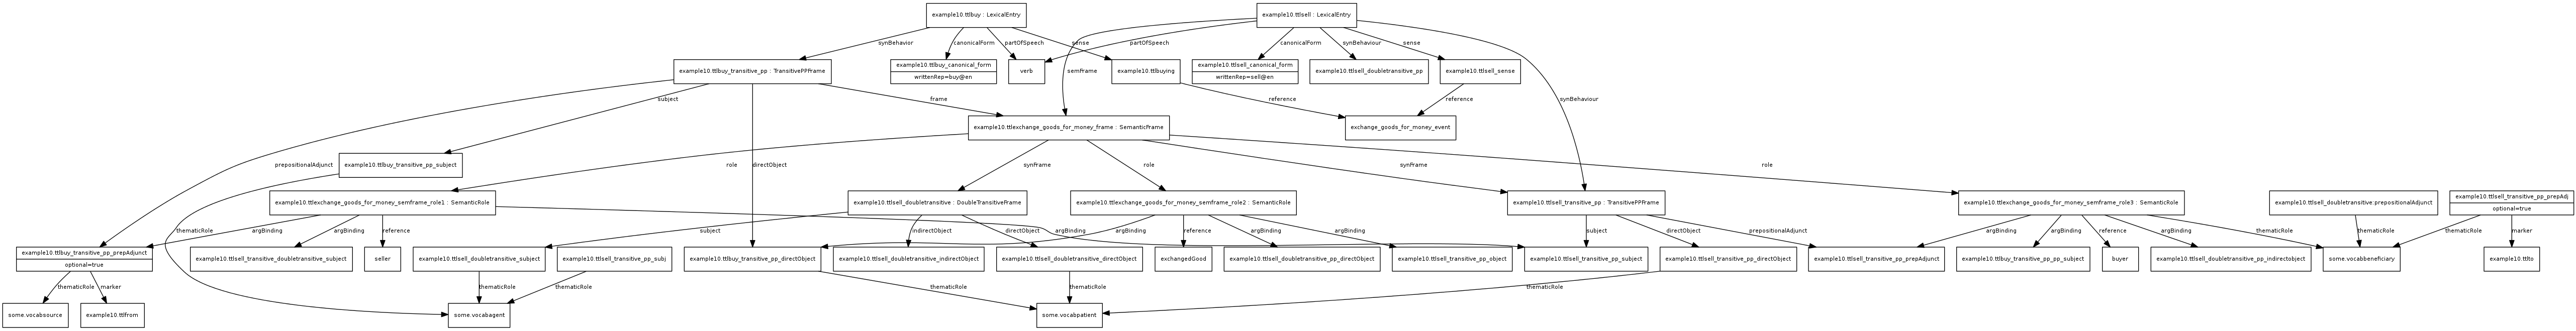 example10.ttlbuy : LexicalEntry
example10.ttlsell : LexicalEntry
synBehavior
canonicalForm
partOfSpeech
sense
partOfSpeech
canonicalForm
synBehaviour
sense
example10.ttlbuy_transitive_pp : TransitivePPFrame
example10.ttlbuy_canonical_form
writtenRep=buy@en
verb
semFrame
example10.ttlbuying
example10.ttlsell_canonical_form
writtenRep=sell@en
example10.ttlsell_doubletransitive_pp
example10.ttlsell_sense
subject
frame
reference
reference
synBehaviour
example10.ttlexchange_goods_for_money_frame : SemanticFrame
exchange_goods_for_money_event
prepositionalAdjunct
example10.ttlbuy_transitive_pp_subject
directObject
role
synFrame
role
synFrame
role
example10.ttlexchange_goods_for_money_semframe_role1 : SemanticRole
example10.ttlsell_doubletransitive : DoubleTransitiveFrame
example10.ttlexchange_goods_for_money_semframe_role2 : SemanticRole
example10.ttlsell_transitive_pp : TransitivePPFrame
example10.ttlexchange_goods_for_money_semframe_role3 : SemanticRole
example10.ttlsell_doubletransitive:prepositionalAdjunct
example10.ttlsell_transitive_pp_prepAdj
optional=true
thematicRole
argBinding
argBinding
reference
subject
indirectObject
directObject
argBinding
argBinding
reference
argBinding
argBinding
subject
directObject
prepositionalAdjunct
argBinding
argBinding
reference
argBinding
thematicRole
thematicRole
thematicRole
marker
example10.ttlbuy_transitive_pp_prepAdjunct
optional=true
example10.ttlsell_transitive_doubletransitive_subject
seller
example10.ttlsell_doubletransitive_subject
example10.ttlsell_transitive_pp_subj
example10.ttlbuy_transitive_pp_directObject
example10.ttlsell_doubletransitive_indirectObject
example10.ttlsell_doubletransitive_directObject
exchangedGood
example10.ttlsell_doubletransitive_pp_directObject
example10.ttlsell_transitive_pp_object
example10.ttlsell_transitive_pp_subject
example10.ttlsell_transitive_pp_directObject
example10.ttlsell_transitive_pp_prepAdjunct
example10.ttlbuy_transitive_pp_pp_subject
buyer
example10.ttlsell_doubletransitive_pp_indirectobject
some.vocabbeneficiary
example10.ttlto
thematicRole
marker
thematicRole
thematicRole
thematicRole
thematicRole
thematicRole
some.vocabsource
example10.ttlfrom
some.vocabagent
some.vocabpatient